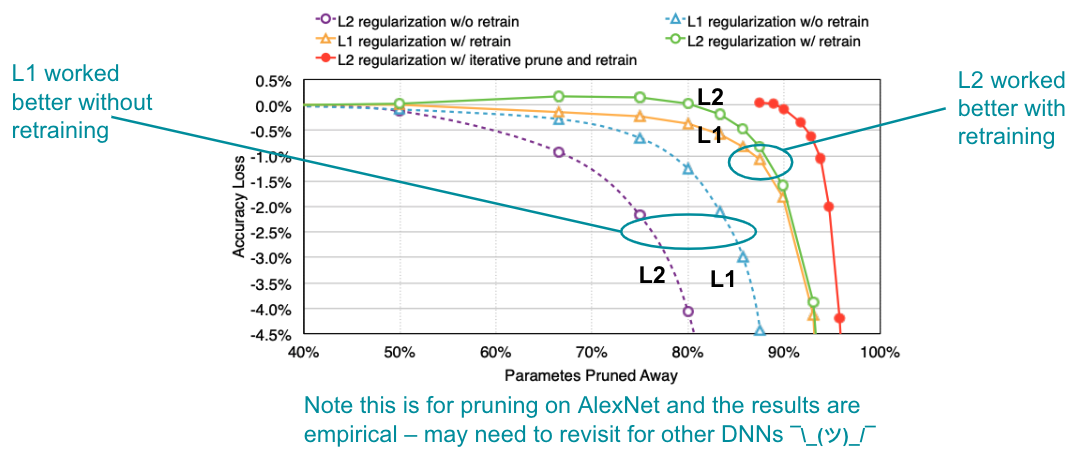 L2 regularization w/o retrain
L1 regularization w/o retrain
L1 regularization w/ retrain
L2 regularization w/ retrain
L2 regularization w/ iterative prune and retrain
L1 worked
better without
retraining
L2 worked
better with
retraining
0.5%
0.0%
-0.5%
-1.0%
-1.5%
-2.0%
-2.5%
-3.0%
-3.5%
-4.0%
-4.5%
Accuracy Loss
L2
L1
L2
L1
40%
50%
60%
70%
80%
90%
100%
Parametes Pruned Away
Note this is for pruning on AlexNet and the results are
empirical – may need to revisit for other DNNs ¯\_(ツ)_/¯